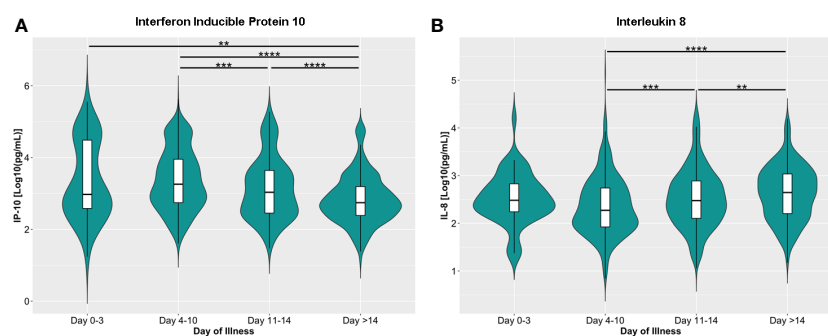 A
Interferon Inducible Protein 10
**
****
***
****
6
4
2
0
IP-10 [Log10(pg/mL)]
Day 0-3
Day 4-10
Day 11-14
Day >14
Day of Illness
B
Interleukin 8
****
***
**
5
4
3
2
1
IL-8 [Log10(pg/mL)]
Day 0-3
Day 4-10
Day 11-14
Day >14
Day of Illness